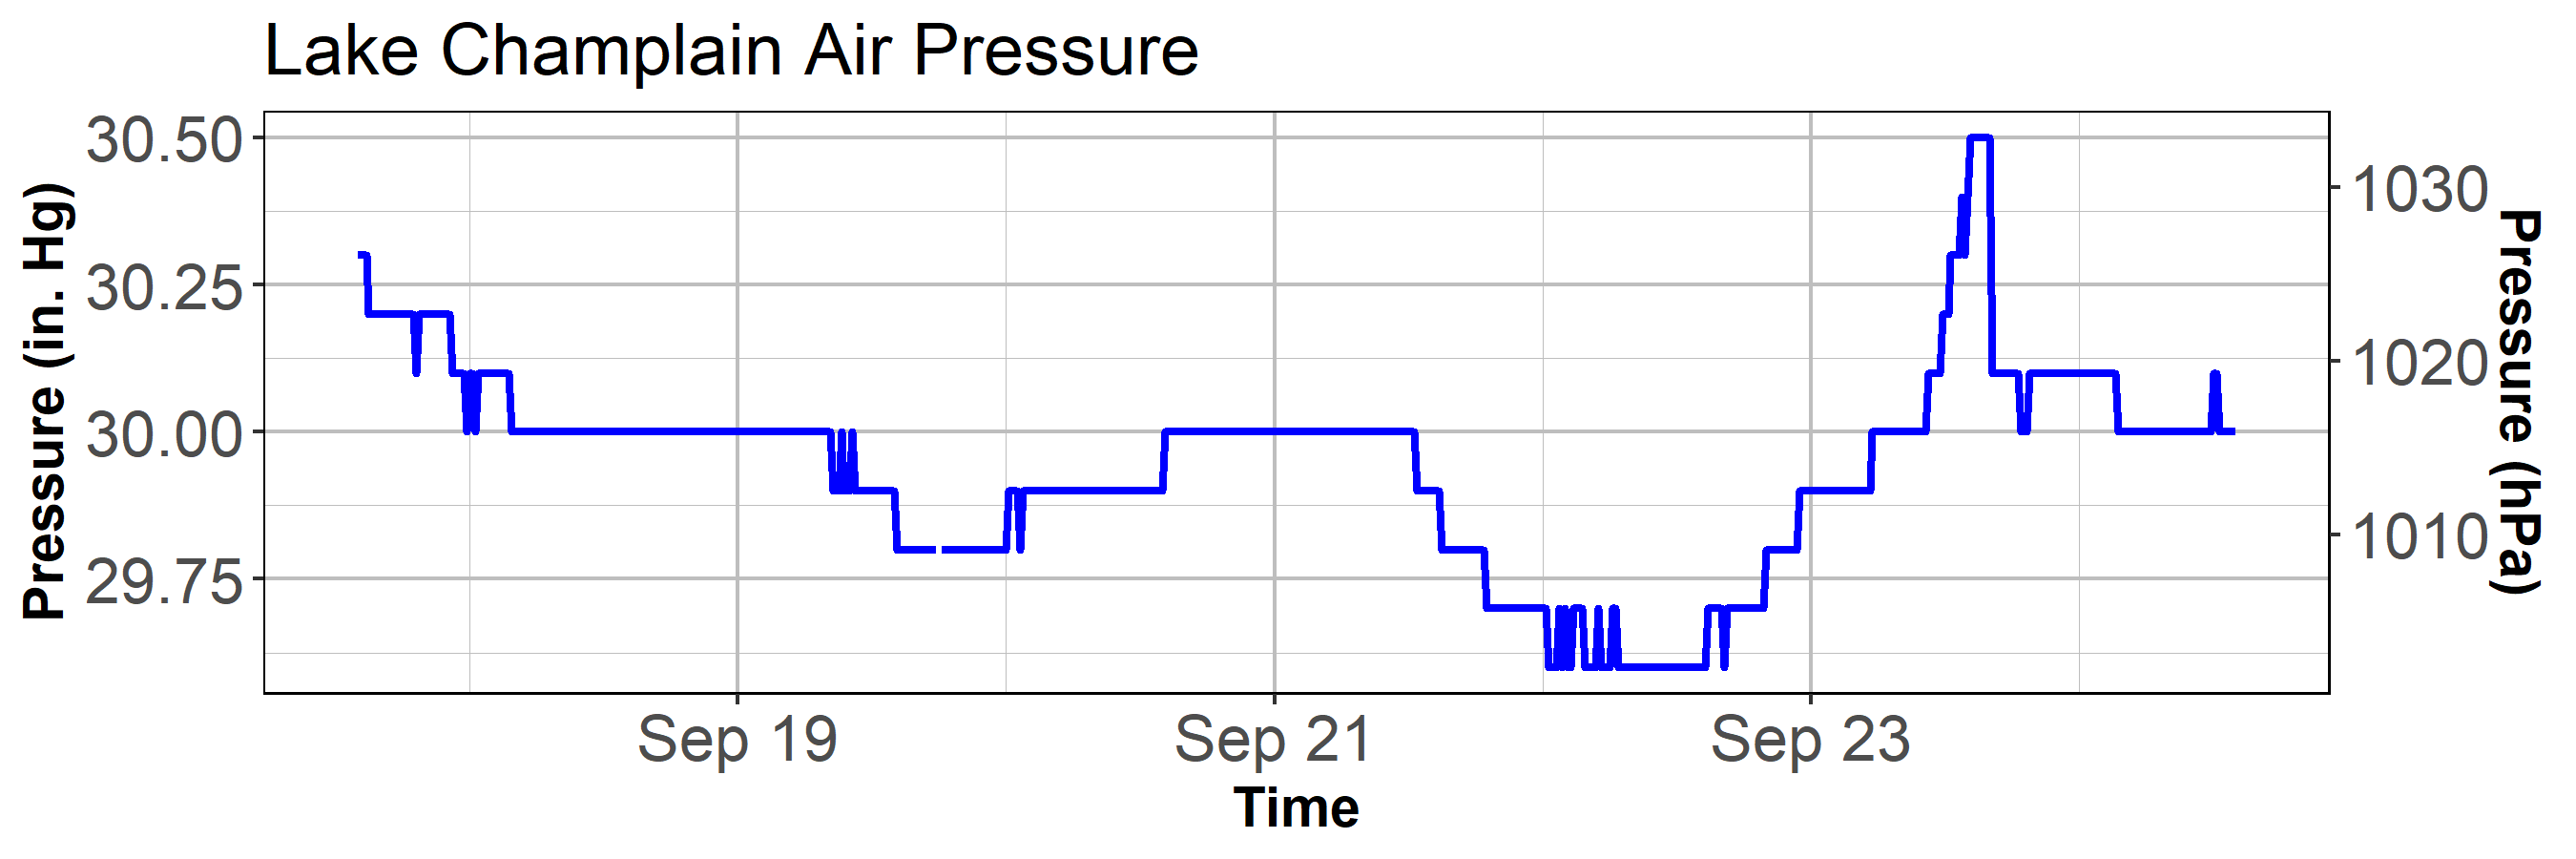 Lake Champlain Air Pressure
Pressure (in. Hg)
30.50
30.25
30.00
29.75
1030
1020
1010
Pressure (hPa)
Sep 19
Sep 21
Sep 23
Time